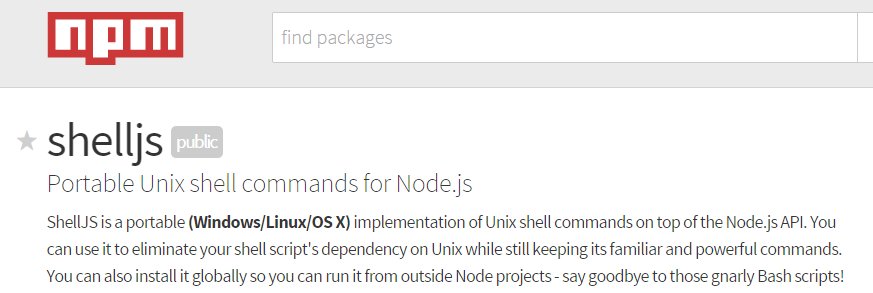 npm
find packages
shelljs public
Portable Unix shell commands for Node.js
ShellJS is a portable (Windows/Linux/OS X) implementation of Unix shell commands on top of the Node.js API. You
can use it to eliminate your shell script's dependency on Unix while still keeping its familiar and powerful commands.
You can also install it globally so you can run it from outside Node projects - say goodbye to those gnarly Bash scripts!